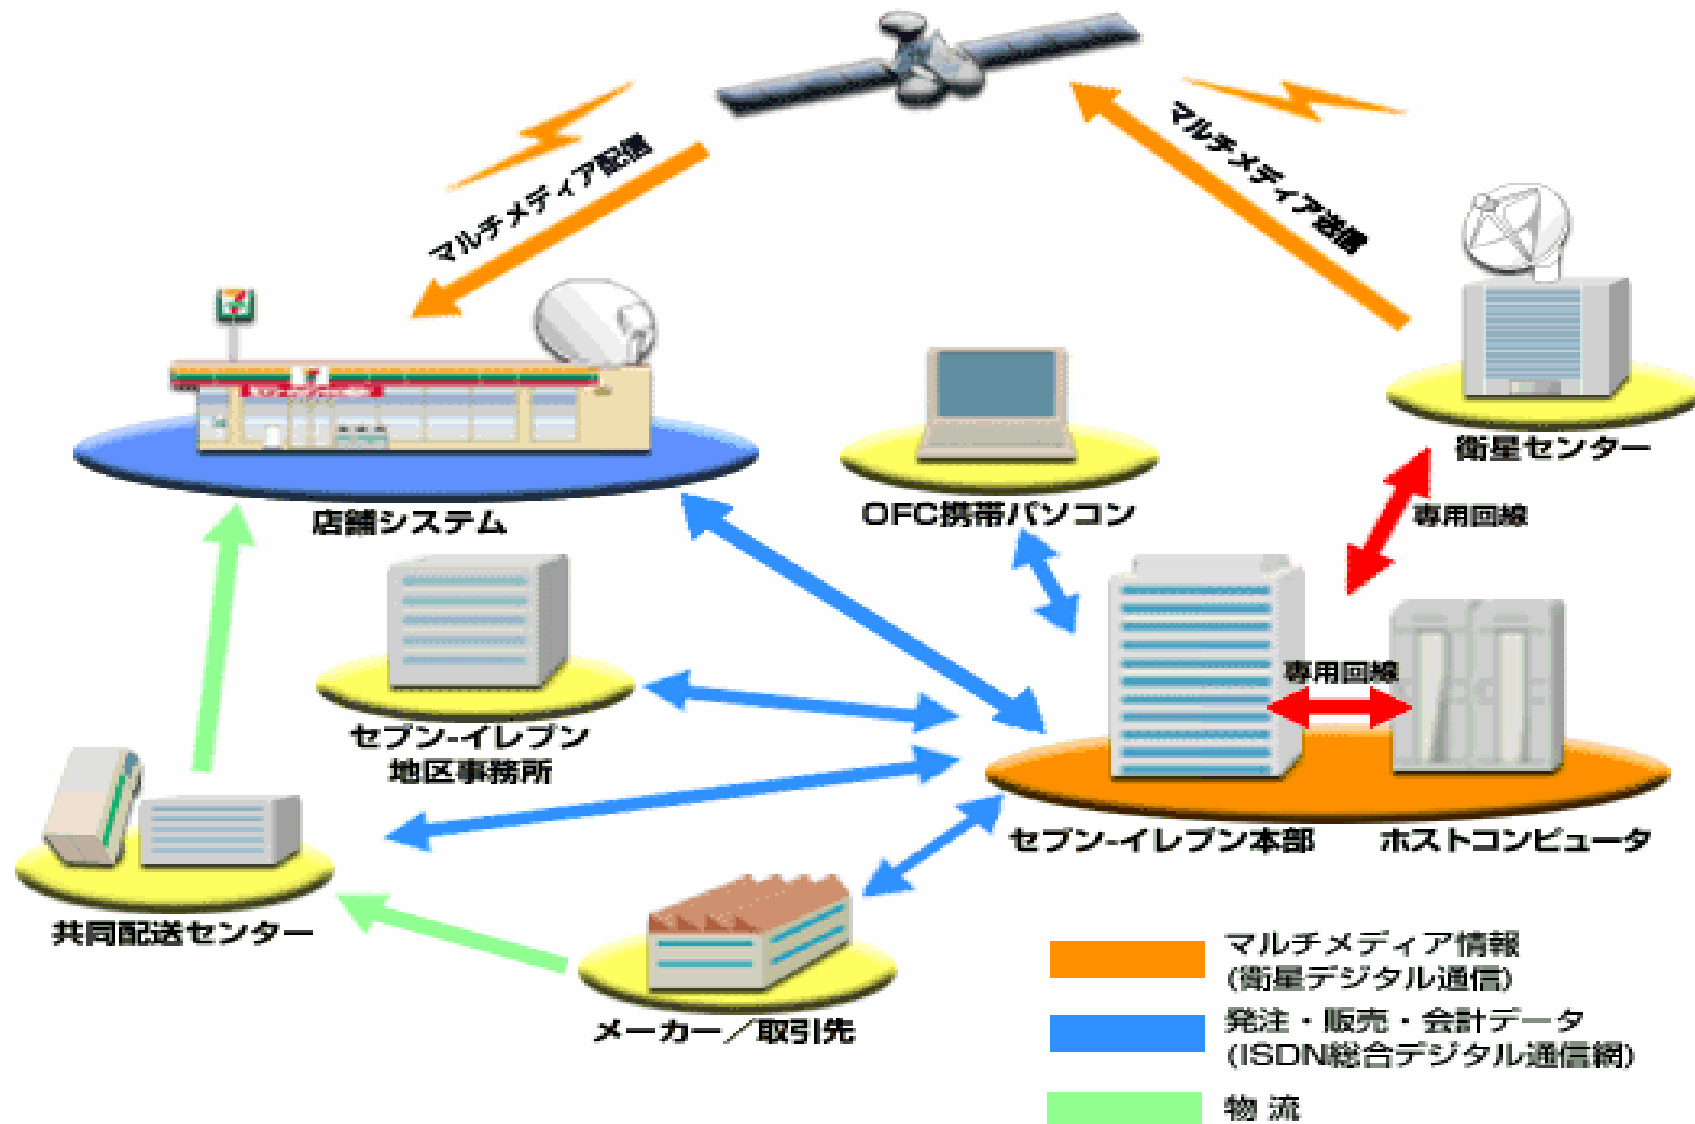 マルチメディア配信
マルチメディア送信
衛星センター
専用回線
OFC携帯パソコン
店舗システム
専用回線
セブン-イレブン
地区事務所
セブン-イレブン本部
ホストコンピュータ
共同配送センター
メーカー／取引先
マルチメディア情報
(衛星デジタル通信)
発注・販売・会計データ
(ISDN総合デジタル通信網)
物 流